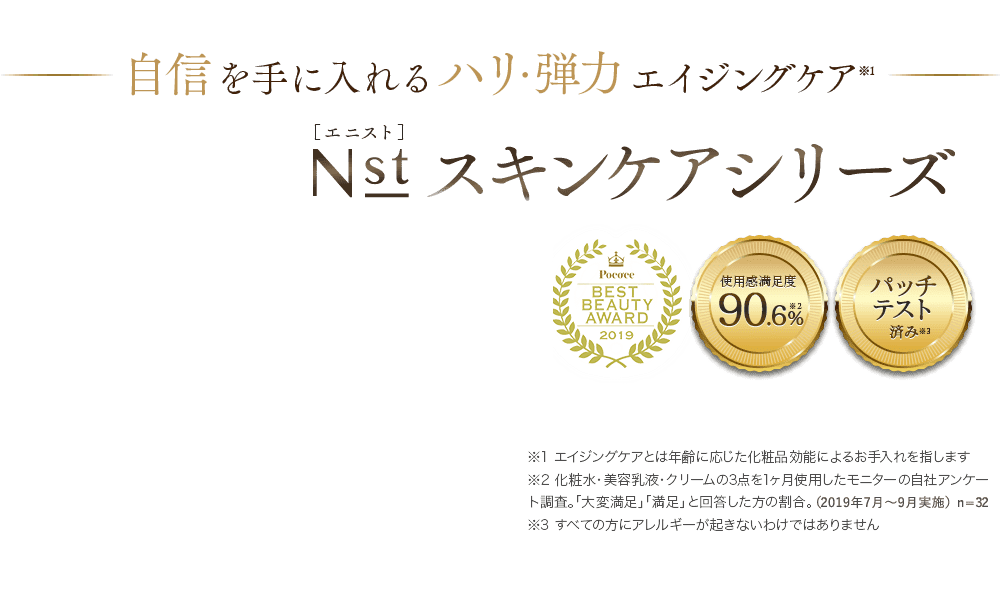 自信を手に入れるハリ・弾力エイジングケア※1
［エニスト］
Nst スキンケアシリーズ
Pococe
BEST
BEAUTY
AWARD
2019
使用感満足度
90.6%※2
パッチ
テスト
済み※3
※1 エイジングケアとは年齢に応じた化粧品効能によるお手入れを指します
※2 化粧水・美容乳液・クリームの3点を1ヶ月使用したモニターの自社アンケー
ト調査。「大変満足」「満足」と回答した方の割合。（2019年7月～9月実施） n=32
※3 すべての方にアレルギーが起きないわけではありません